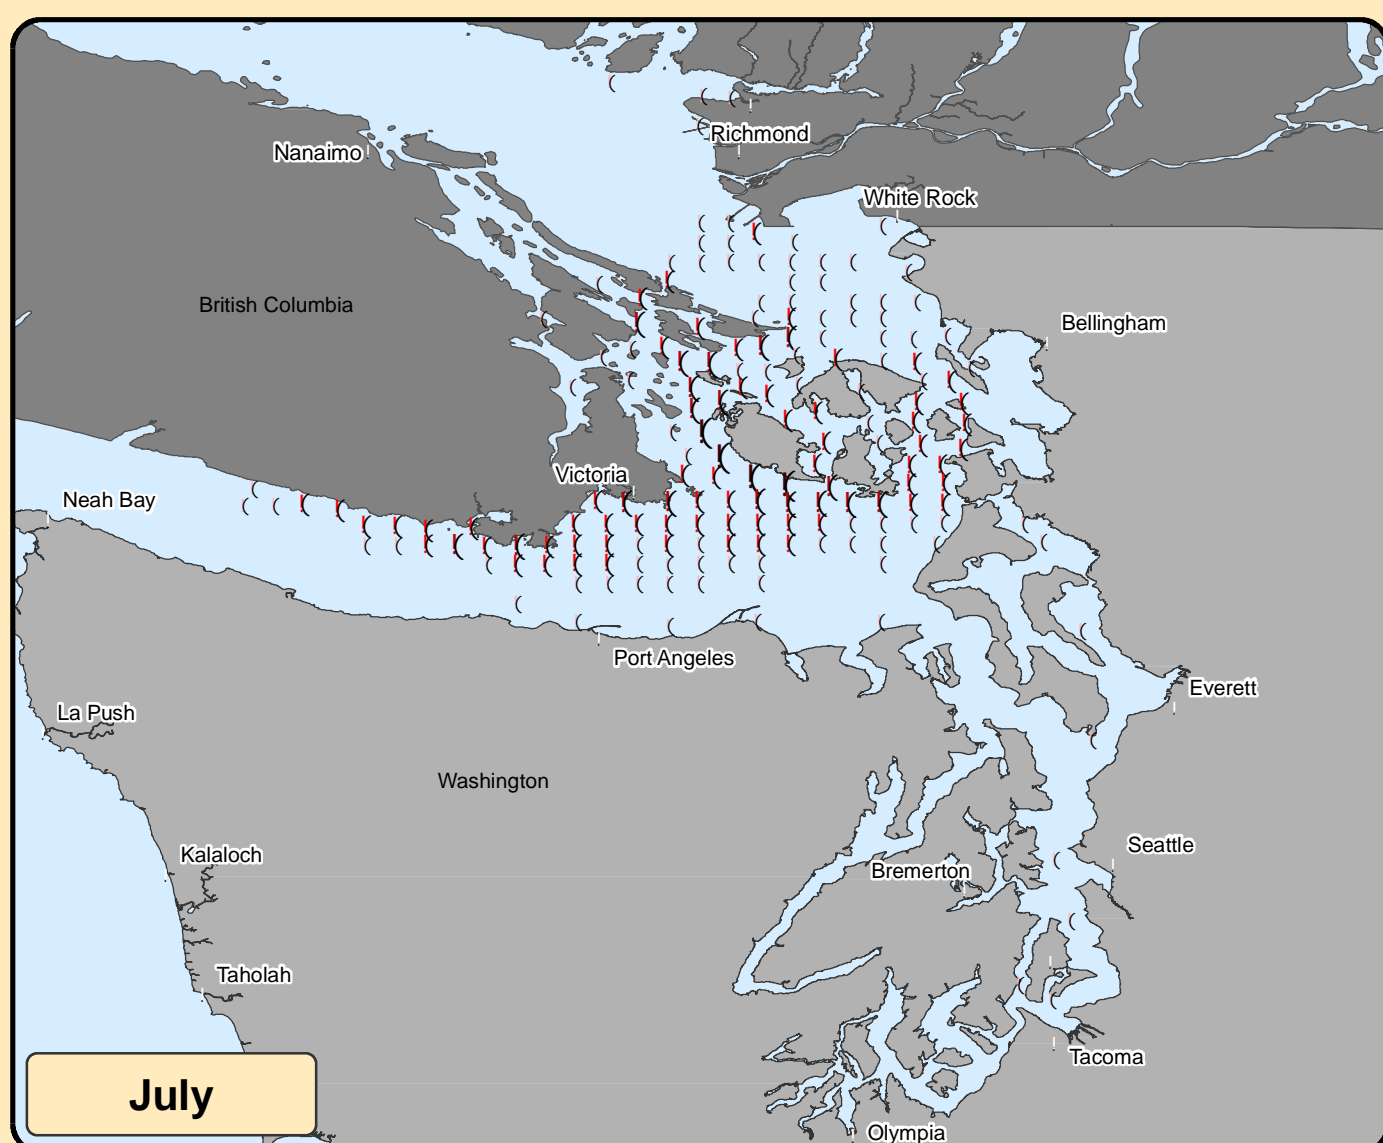 Richmond
Nanaimo
White Rock
British Columbia
Bellingham
Victoria
Neah Bay
Port Angeles
Everett
La Push
Washington
Seattle
Kalaloch
Bremerton
Taholah
Tacoma
July
Olympia